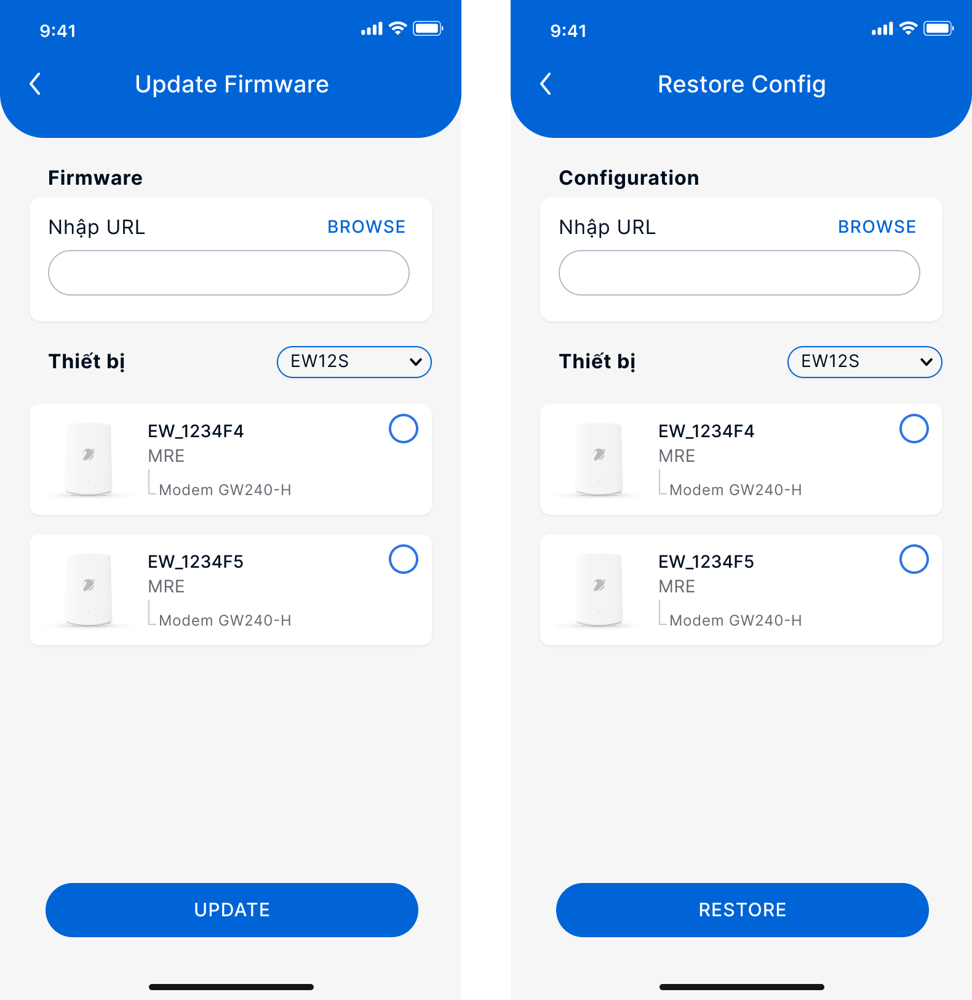 9:41
Update Firmware
Firmware
Nhập URL
BROWSE
Thiết bị
EW12S
EW_1234F4
MRE
Modem GW240-H
EW_1234F5
MRE
Modem GW240-H
UPDATE
9:41
Restore Config
Configuration
Nhập URL
BROWSE
Thiết bị
EW12S
EW_1234F4
MRE
Modem GW240-H
EW_1234F5
MRE
Modem GW240-H
RESTORE